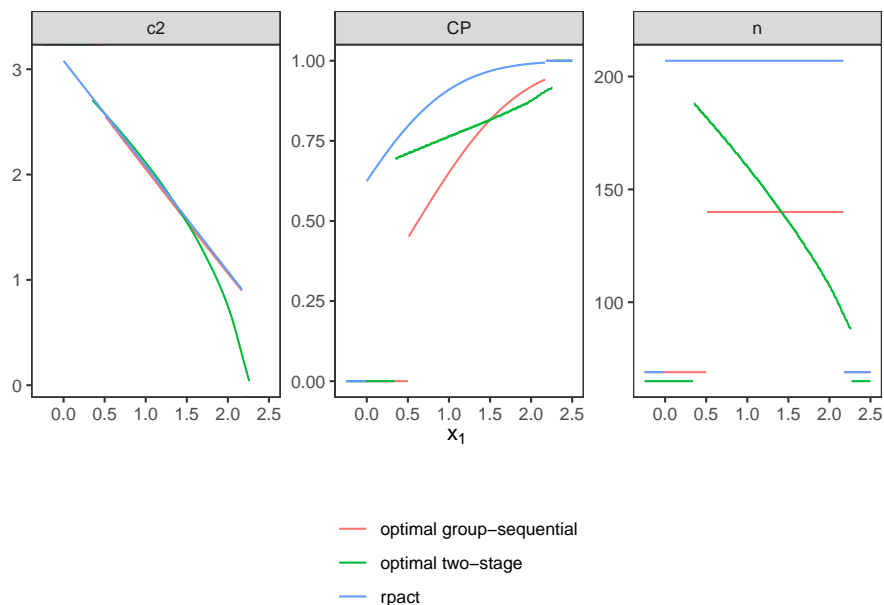 c2
CP
n
3
2
1
0
1.00
0.75
0.50
0.25
0.00
200
150
100
0.0 0.5 1.0 1.5 2.0 2.5
0.0 0.5 1.0 1.5 2.0 2.5
0.0 0.5 1.0 1.5 2.0 2.5
x₁
optimal group−sequential
optimal two−stage
rpact